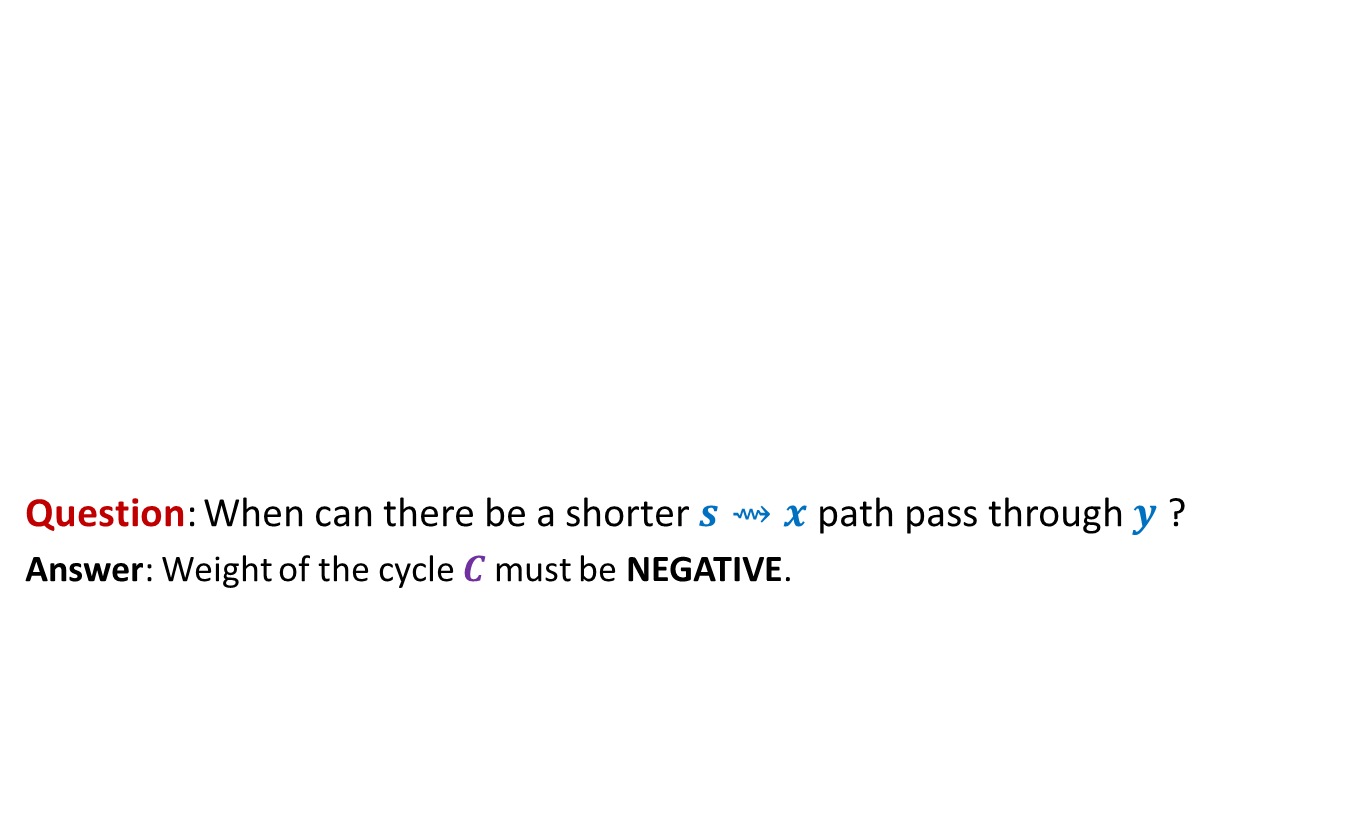 Question: When can there be a shorter s ⇝ x path pass through y ?
Answer: Weight of the cycle C must be NEGATIVE.